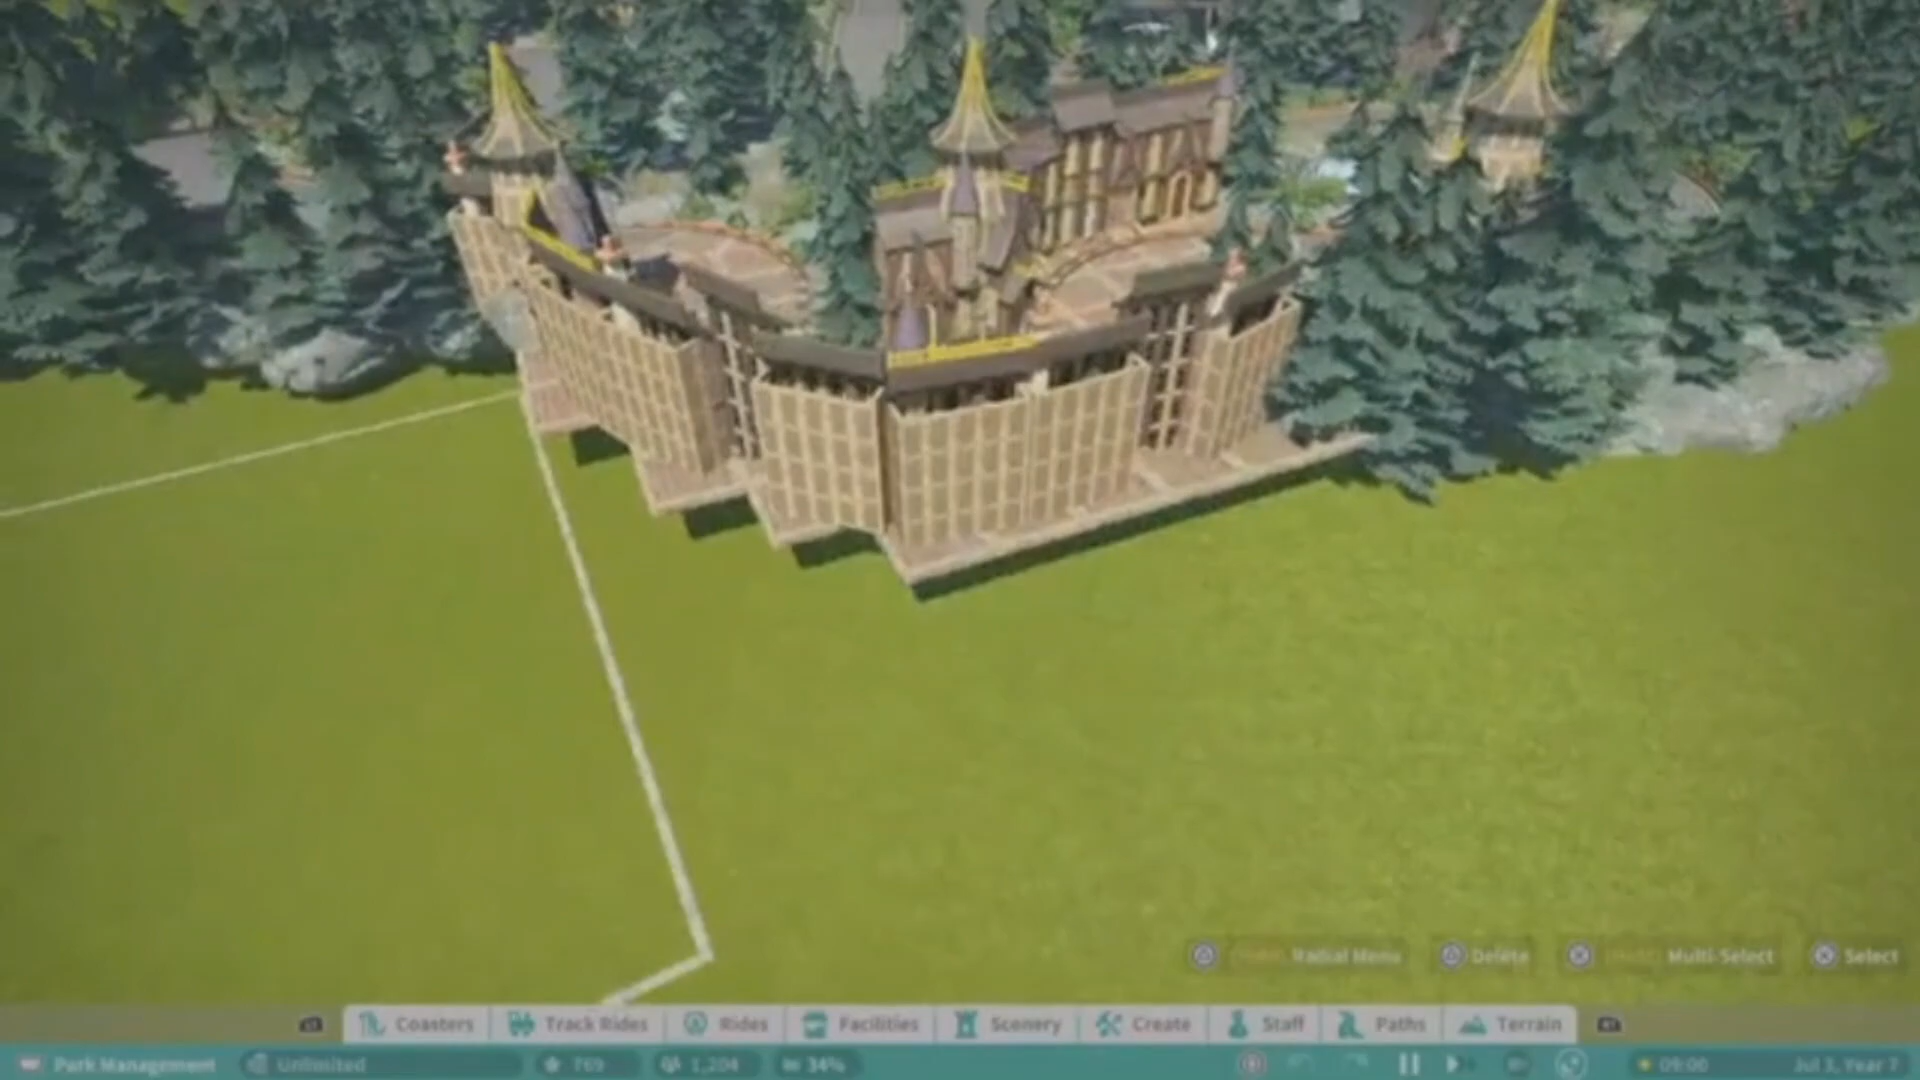 Radial Menu Delete Multi-Select Select
Coasters Track Rides Rides Facilities Scenery Create Staff Paths Terrain
Park Management Unlimited 769 1,204 34% 09:00 Jul 3, Year 7